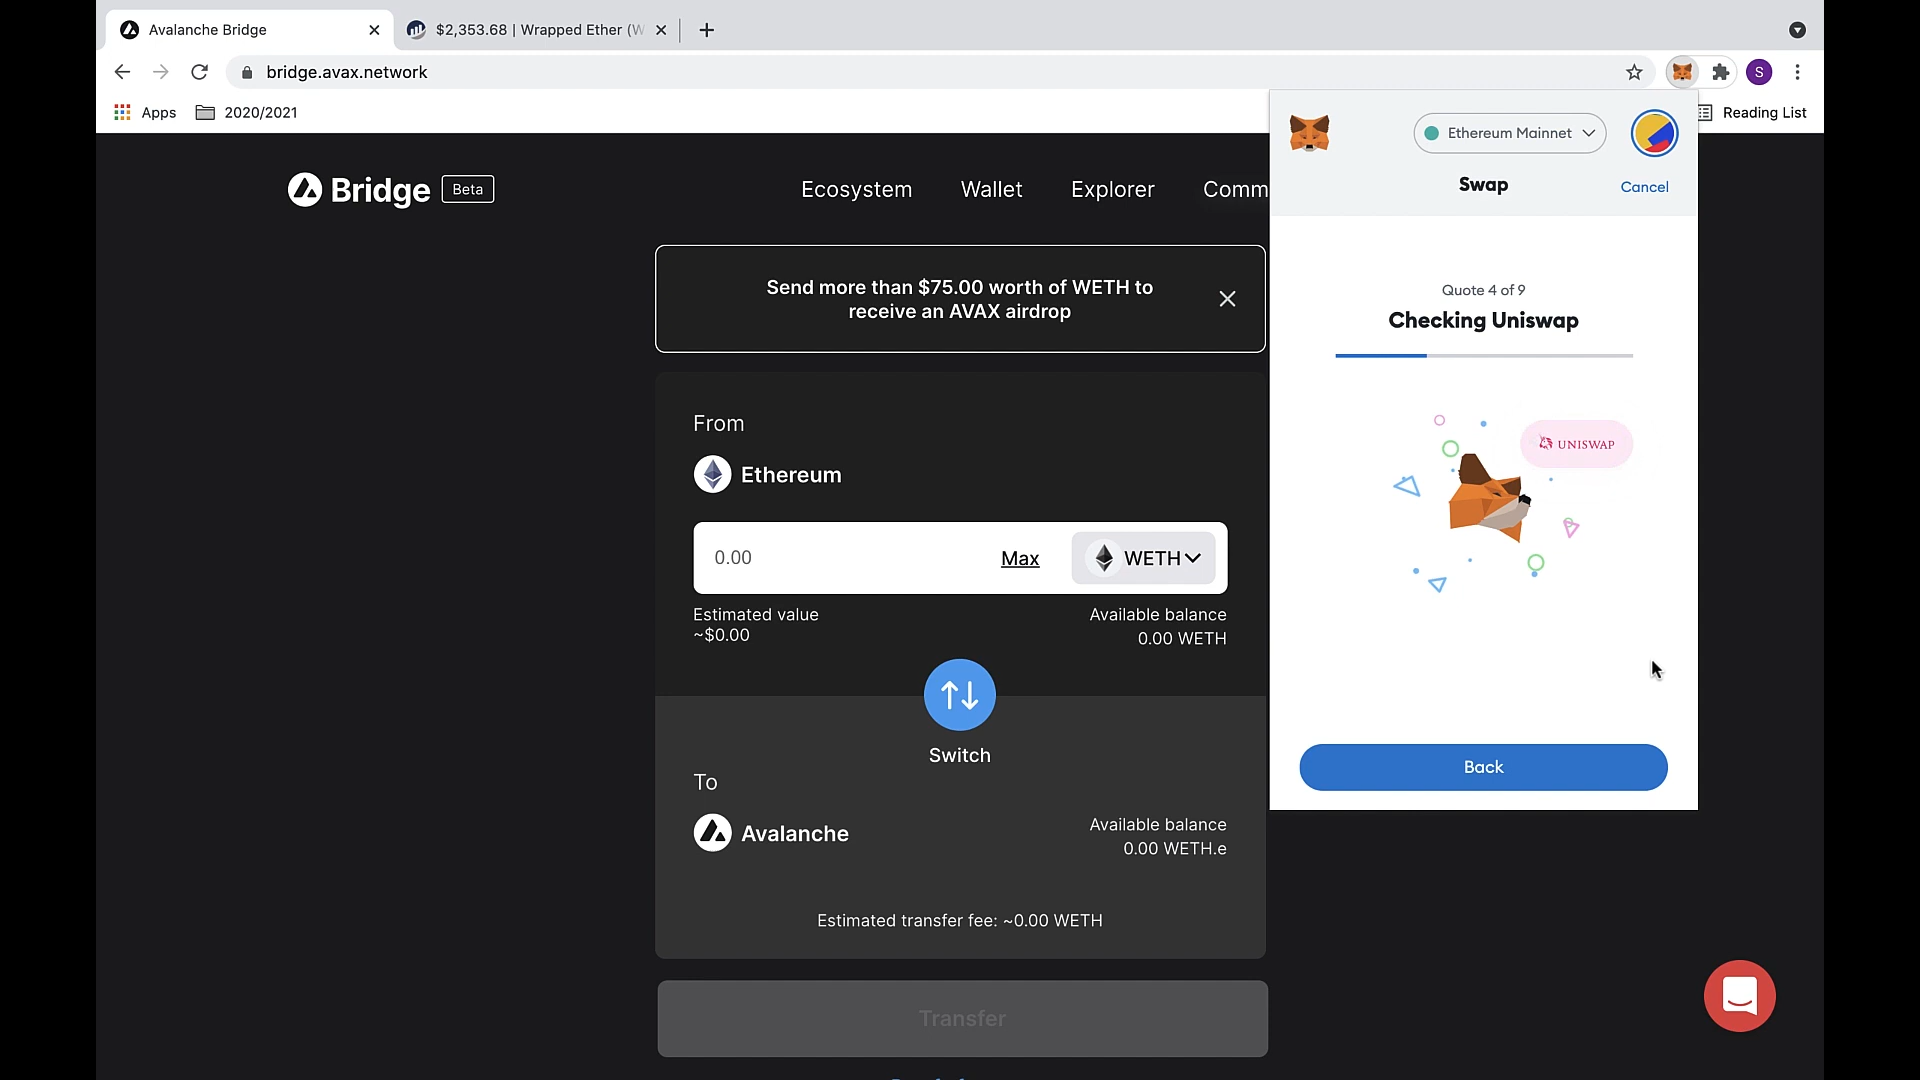 Avalanche Bridge
$2,353.68 | Wrapped Ether (W
bridge.avax.network
S
Apps
2020/2021
Reading List
Bridge
Beta
Ecosystem
Wallet
Explorer
Comm
Send more than $75.00 worth of WETH to
receive an AVAX airdrop
From
Ethereum
0.00
Max
WETH
Estimated value
~$0.00
Available balance
0.00 WETH
Switch
To
Avalanche
Available balance
0.00 WETH.e
Estimated transfer fee: ~0.00 WETH
Transfer
Ethereum Mainnet
Swap
Cancel
Quote 4 of 9
Checking Uniswap
UNISWAP
Back